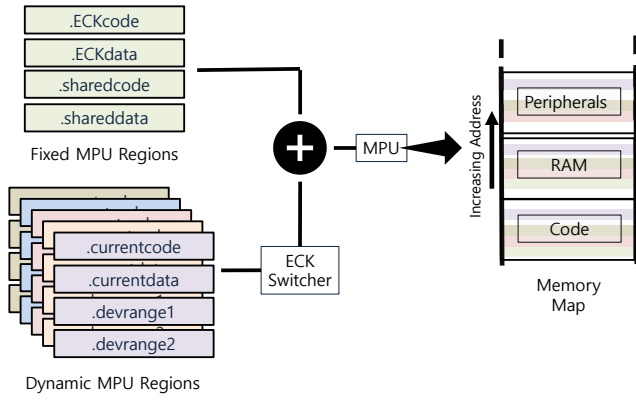 .ECKcode
.ECKdata
.sharedcode
.shareddata
Fixed MPU Regions
.currentcode
.currentdata
.devrange1
.devrange2
Dynamic MPU Regions
ECK
Switcher
MPU
Increasing Address
Peripherals
RAM
Code
Memory
Map